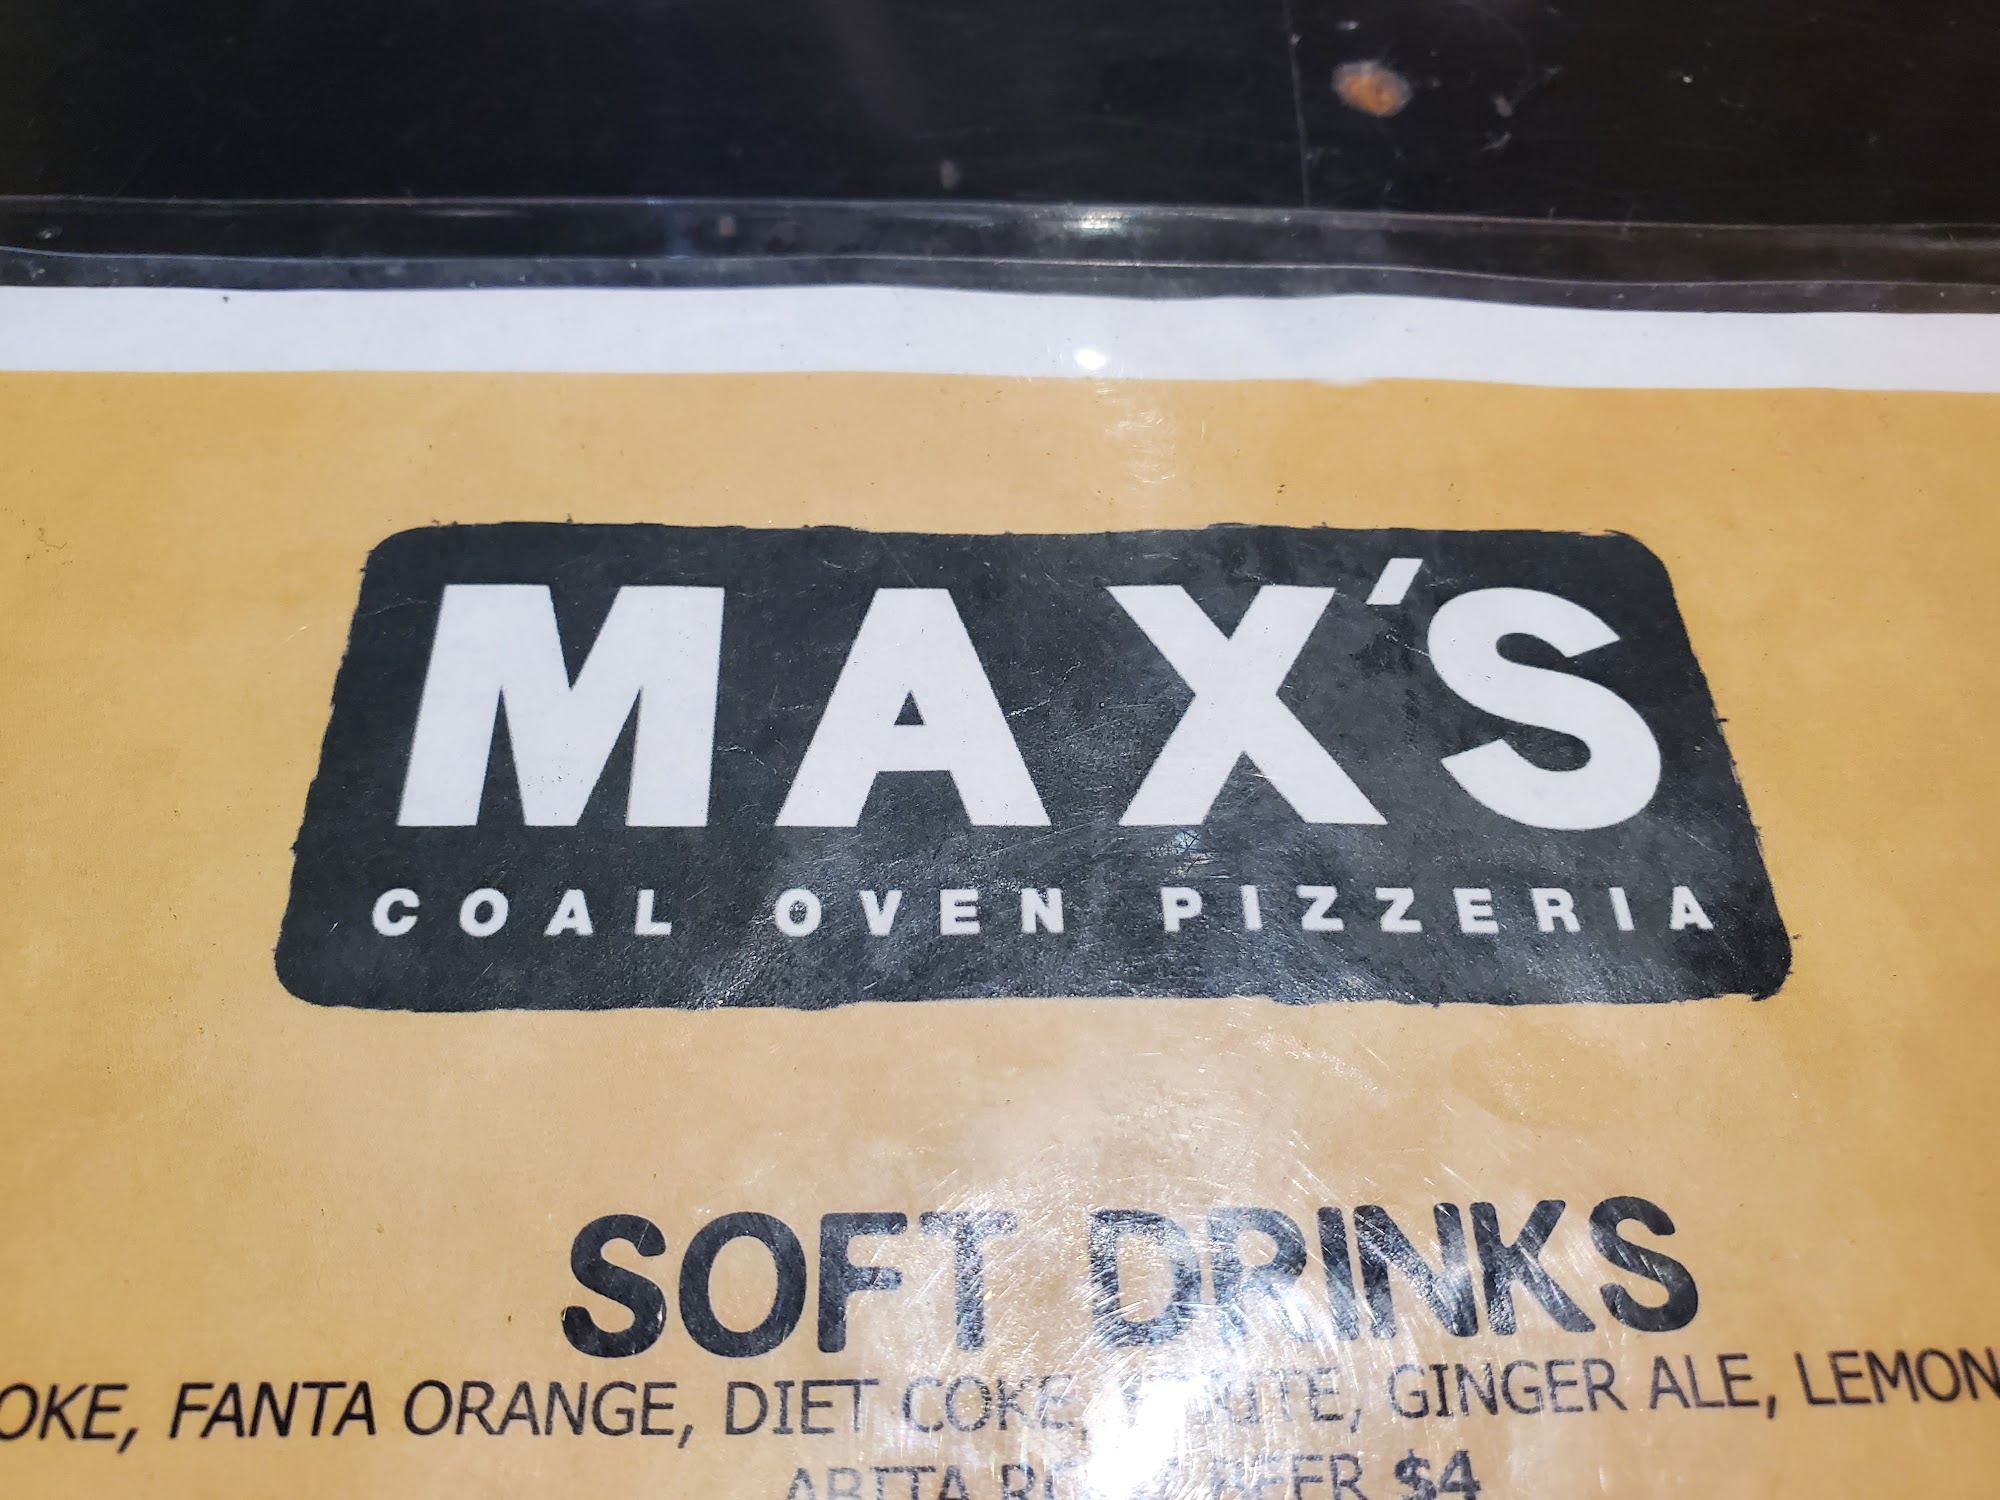 MAX'S
COAL OVEN PIZZERIA
SOFT DRINKS
OKE, FANTA ORANGE, DIET COKE, GINGER ALE, LEMON
$4